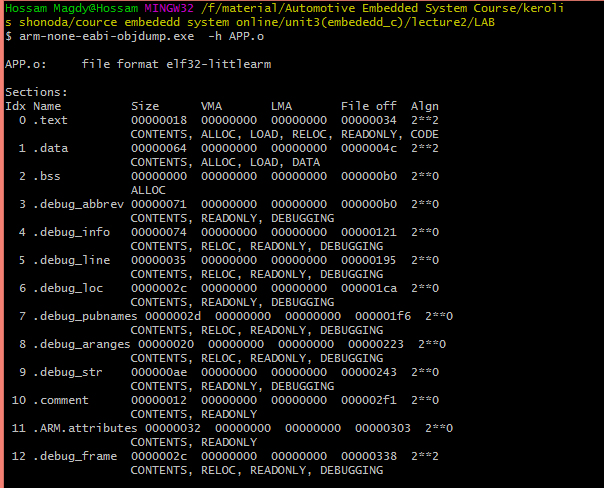 Hossam Magdy@Hossam MINGW32 /f/material/Automotive Embedded System Course/keroli
s shonoda/cource embededd system online/unit3(embededd_c)/lecture2/LAB
$ arm-none-eabi-objdump.exe  -h APP.o
APP.o:     file format elf32-littlearm
Sections:
Idx Name          Size      VMA       LMA       File off  Algn
  0 .text         00000018  00000000  00000000  00000034  2**2
                  CONTENTS, ALLOC, LOAD, RELOC, READONLY, CODE
  1 .data         00000064  00000000  00000000  0000004c  2**2
                  CONTENTS, ALLOC, LOAD, DATA
  2 .bss          00000000  00000000  00000000  000000b0  2**0
                  ALLOC
  3 .debug_abbrev 00000071  00000000  00000000  000000b0  2**0
                  CONTENTS, READONLY, DEBUGGING
  4 .debug_info   00000074  00000000  00000000  00000121  2**0
                  CONTENTS, RELOC, READONLY, DEBUGGING
  5 .debug_line   00000035  00000000  00000000  00000195  2**0
                  CONTENTS, RELOC, READONLY, DEBUGGING
  6 .debug_loc    0000002c  00000000  00000000  000001ca  2**0
                  CONTENTS, READONLY, DEBUGGING
  7 .debug_pubnames 0000002d  00000000  00000000  000001f6  2**0
                  CONTENTS, RELOC, READONLY, DEBUGGING
  8 .debug_aranges 00000020  00000000  00000000  00000223  2**0
                  CONTENTS, RELOC, READONLY, DEBUGGING
  9 .debug_str    000000ae  00000000  00000000  00000243  2**0
                  CONTENTS, READONLY, DEBUGGING
 10 .comment      00000012  00000000  00000000  000002f1  2**0
                  CONTENTS, READONLY
 11 .ARM.attributes 00000032  00000000  00000000  00000303  2**0
                  CONTENTS, READONLY
 12 .debug_frame  0000002c  00000000  00000000  00000338  2**2
                  CONTENTS, RELOC, READONLY, DEBUGGING